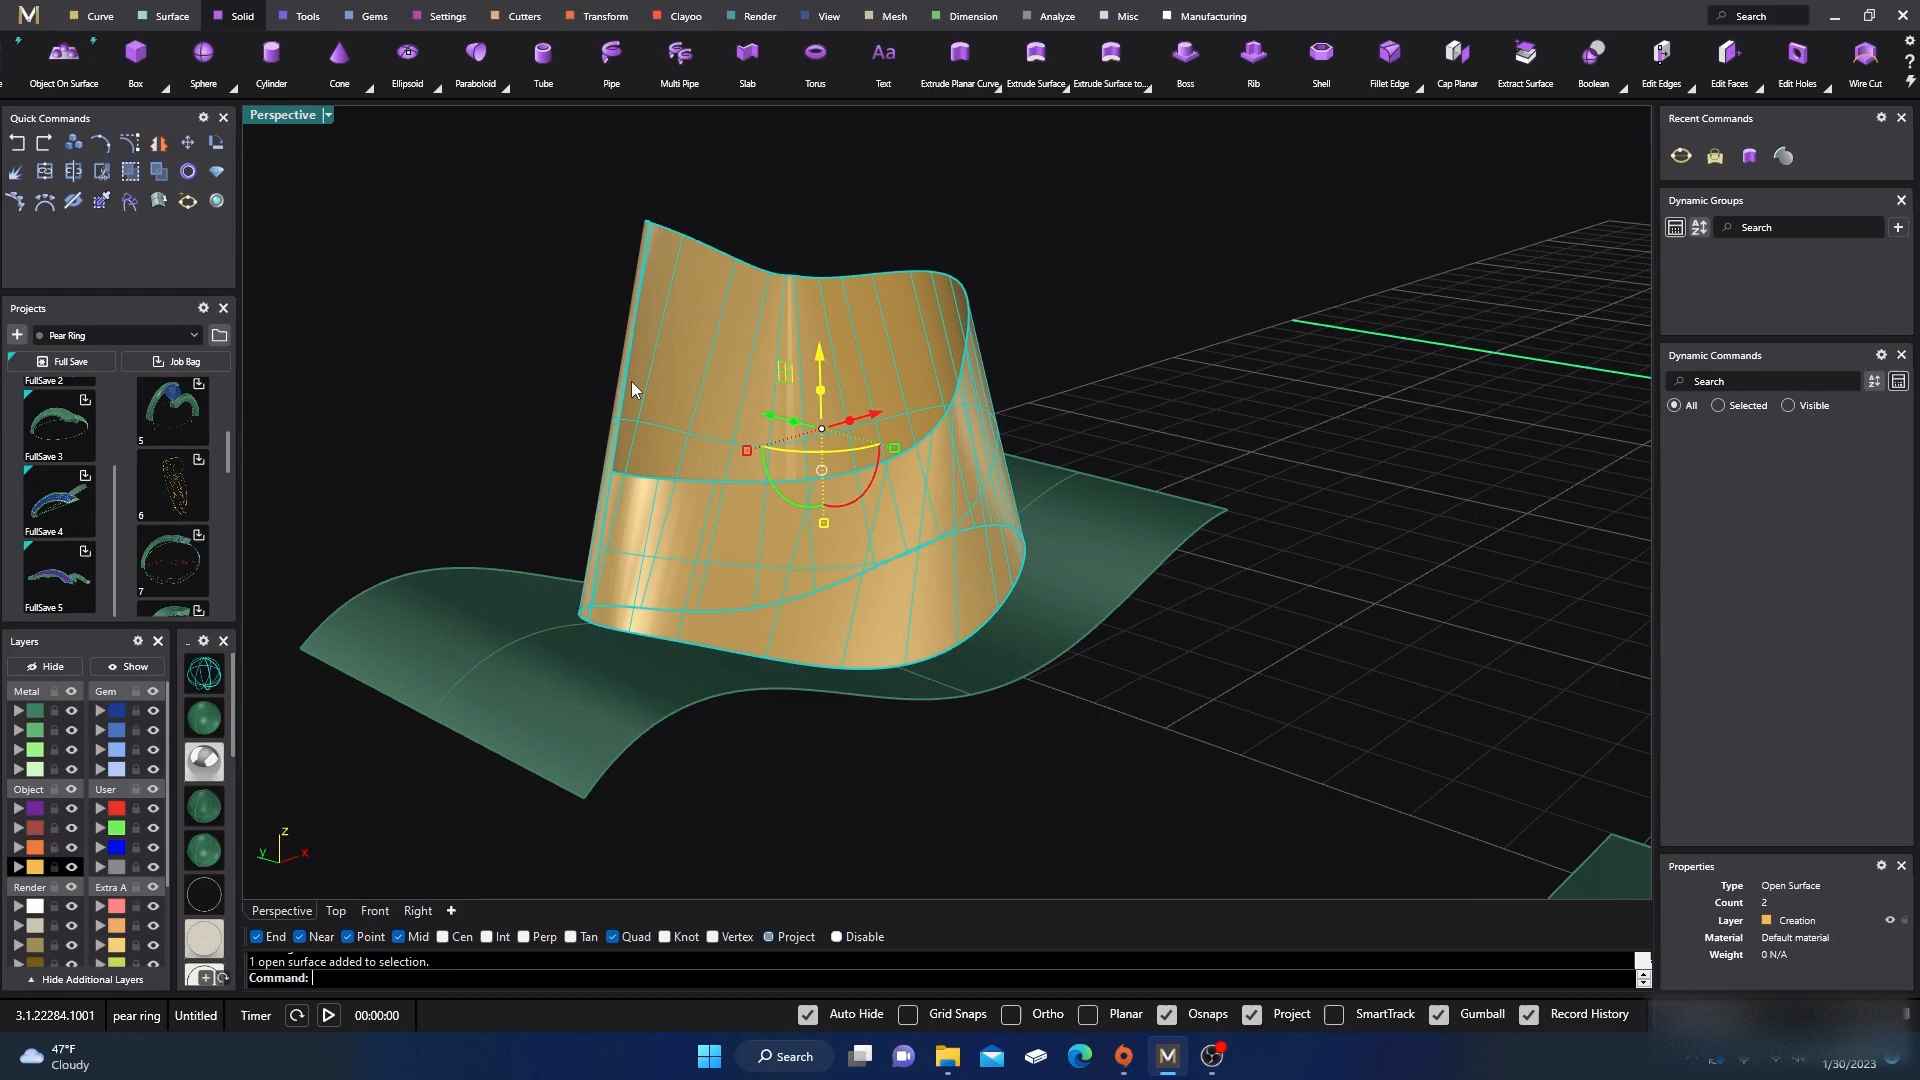 M Curve Surface Solid Tools Gems Settings Cutters Transform Clayoo Render View Mesh Dimension Analyze Misc Manufacturing Search
Object On Surface Box Sphere Cylinder Cone Ellipsoid Paraboloid Tube Pipe Multi Pipe Slab Torus Text Extrude Planar Curve Extrude Surface Extrude Surface to... Boss Rib Shell Fillet Edge Cap Planar Extract Surface Boolean Edit Edges Edit Faces Edit Holes Wire Cut
Aa
?
Quick Commands
Perspective
Recent Commands
Dynamic Groups
Search
Projects
Pear Ring
Full Save Job Bag
FullSave 2
5
FullSave 3
6
FullSave 4
7
FullSave 5
Dynamic Commands
Search
All Selected Visible
Layers
Hide Show
Metal Gem
Object User
Render Extra A
Hide Additional Layers
z
y x
Properties
Type Open Surface
Count 2
Layer Creation
Material Default material
Weight 0 N/A
Perspective Top Front Right
End Near Point Mid Cen Int Perp Tan Quad Knot Vertex Project Disable
1 open surface added to selection.
Command:
3.1.22284.1001 pear ring Untitled Timer 00:00:00 Auto Hide Grid Snaps Ortho Planar Osnaps Project SmartTrack Gumball Record History
47°F
Cloudy
Search
M
1/30/2023